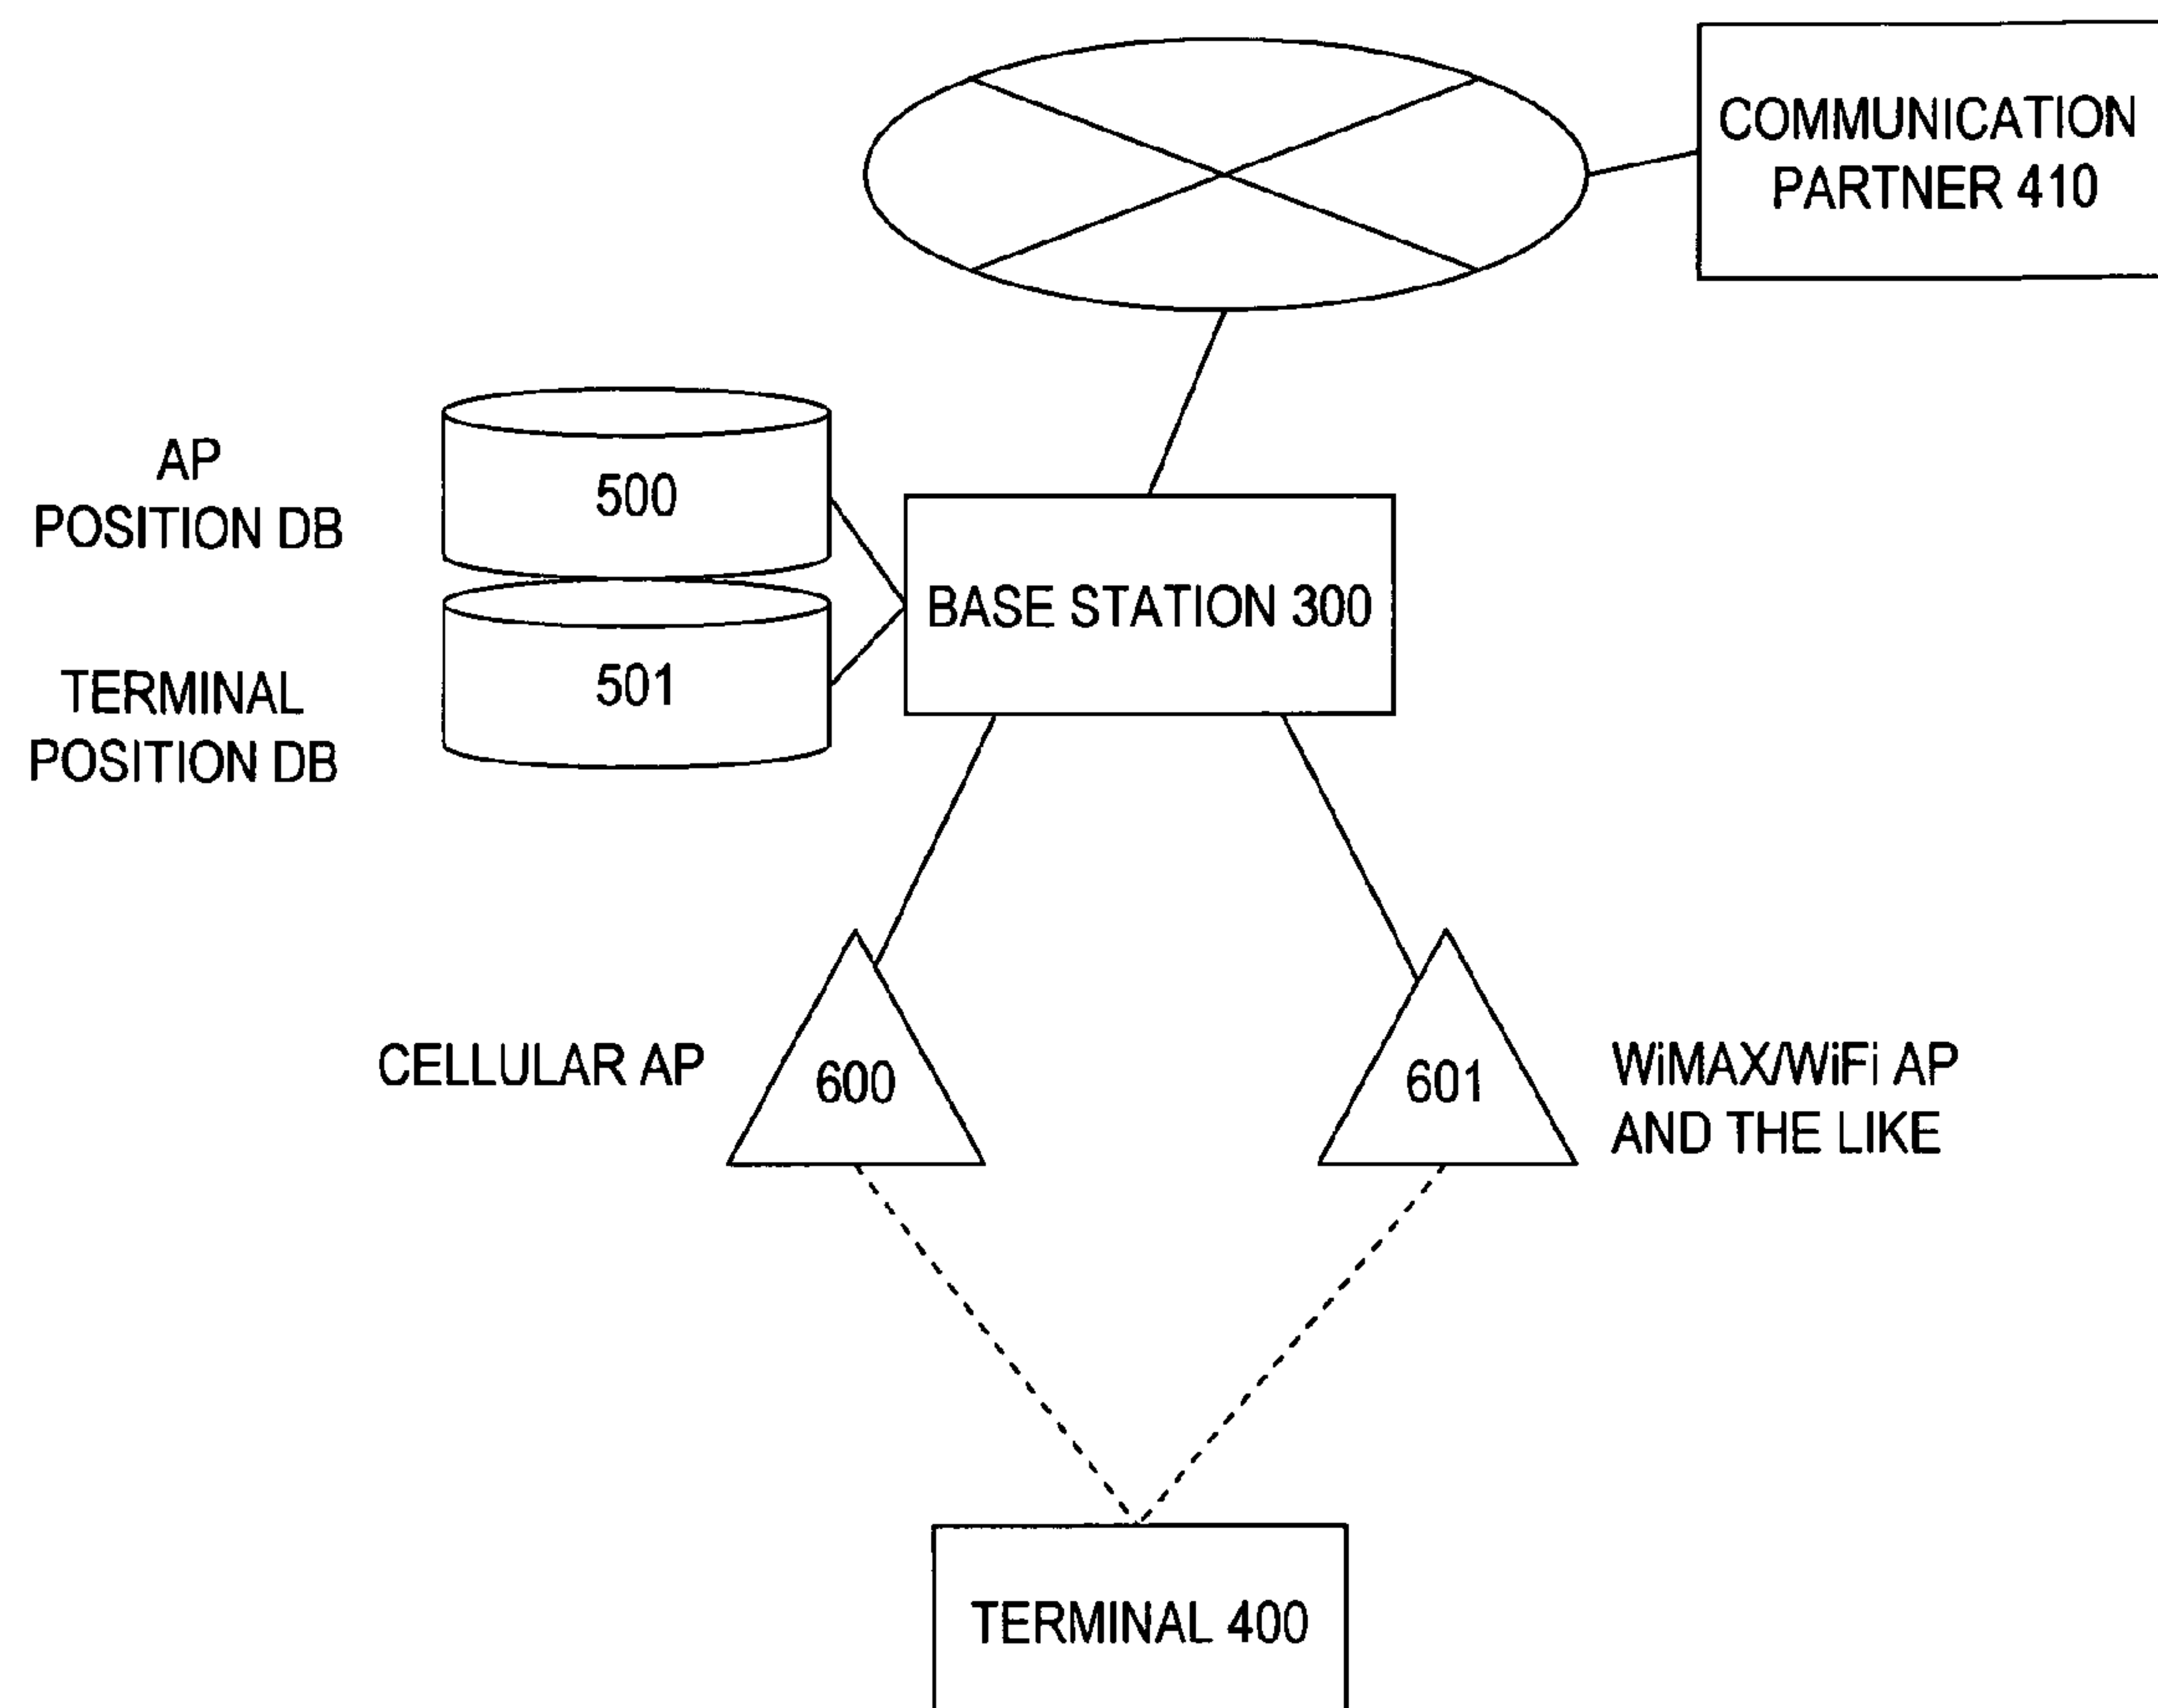 COMMUNICATION
PARTNER 410
AP
POSITION DB
500
BASE STATION 300
TERMINAL
POSITION DB
501
CELLULAR AP
600
601
WiMAX/WiFi AP
AND THE LIKE
TERMINAL 400